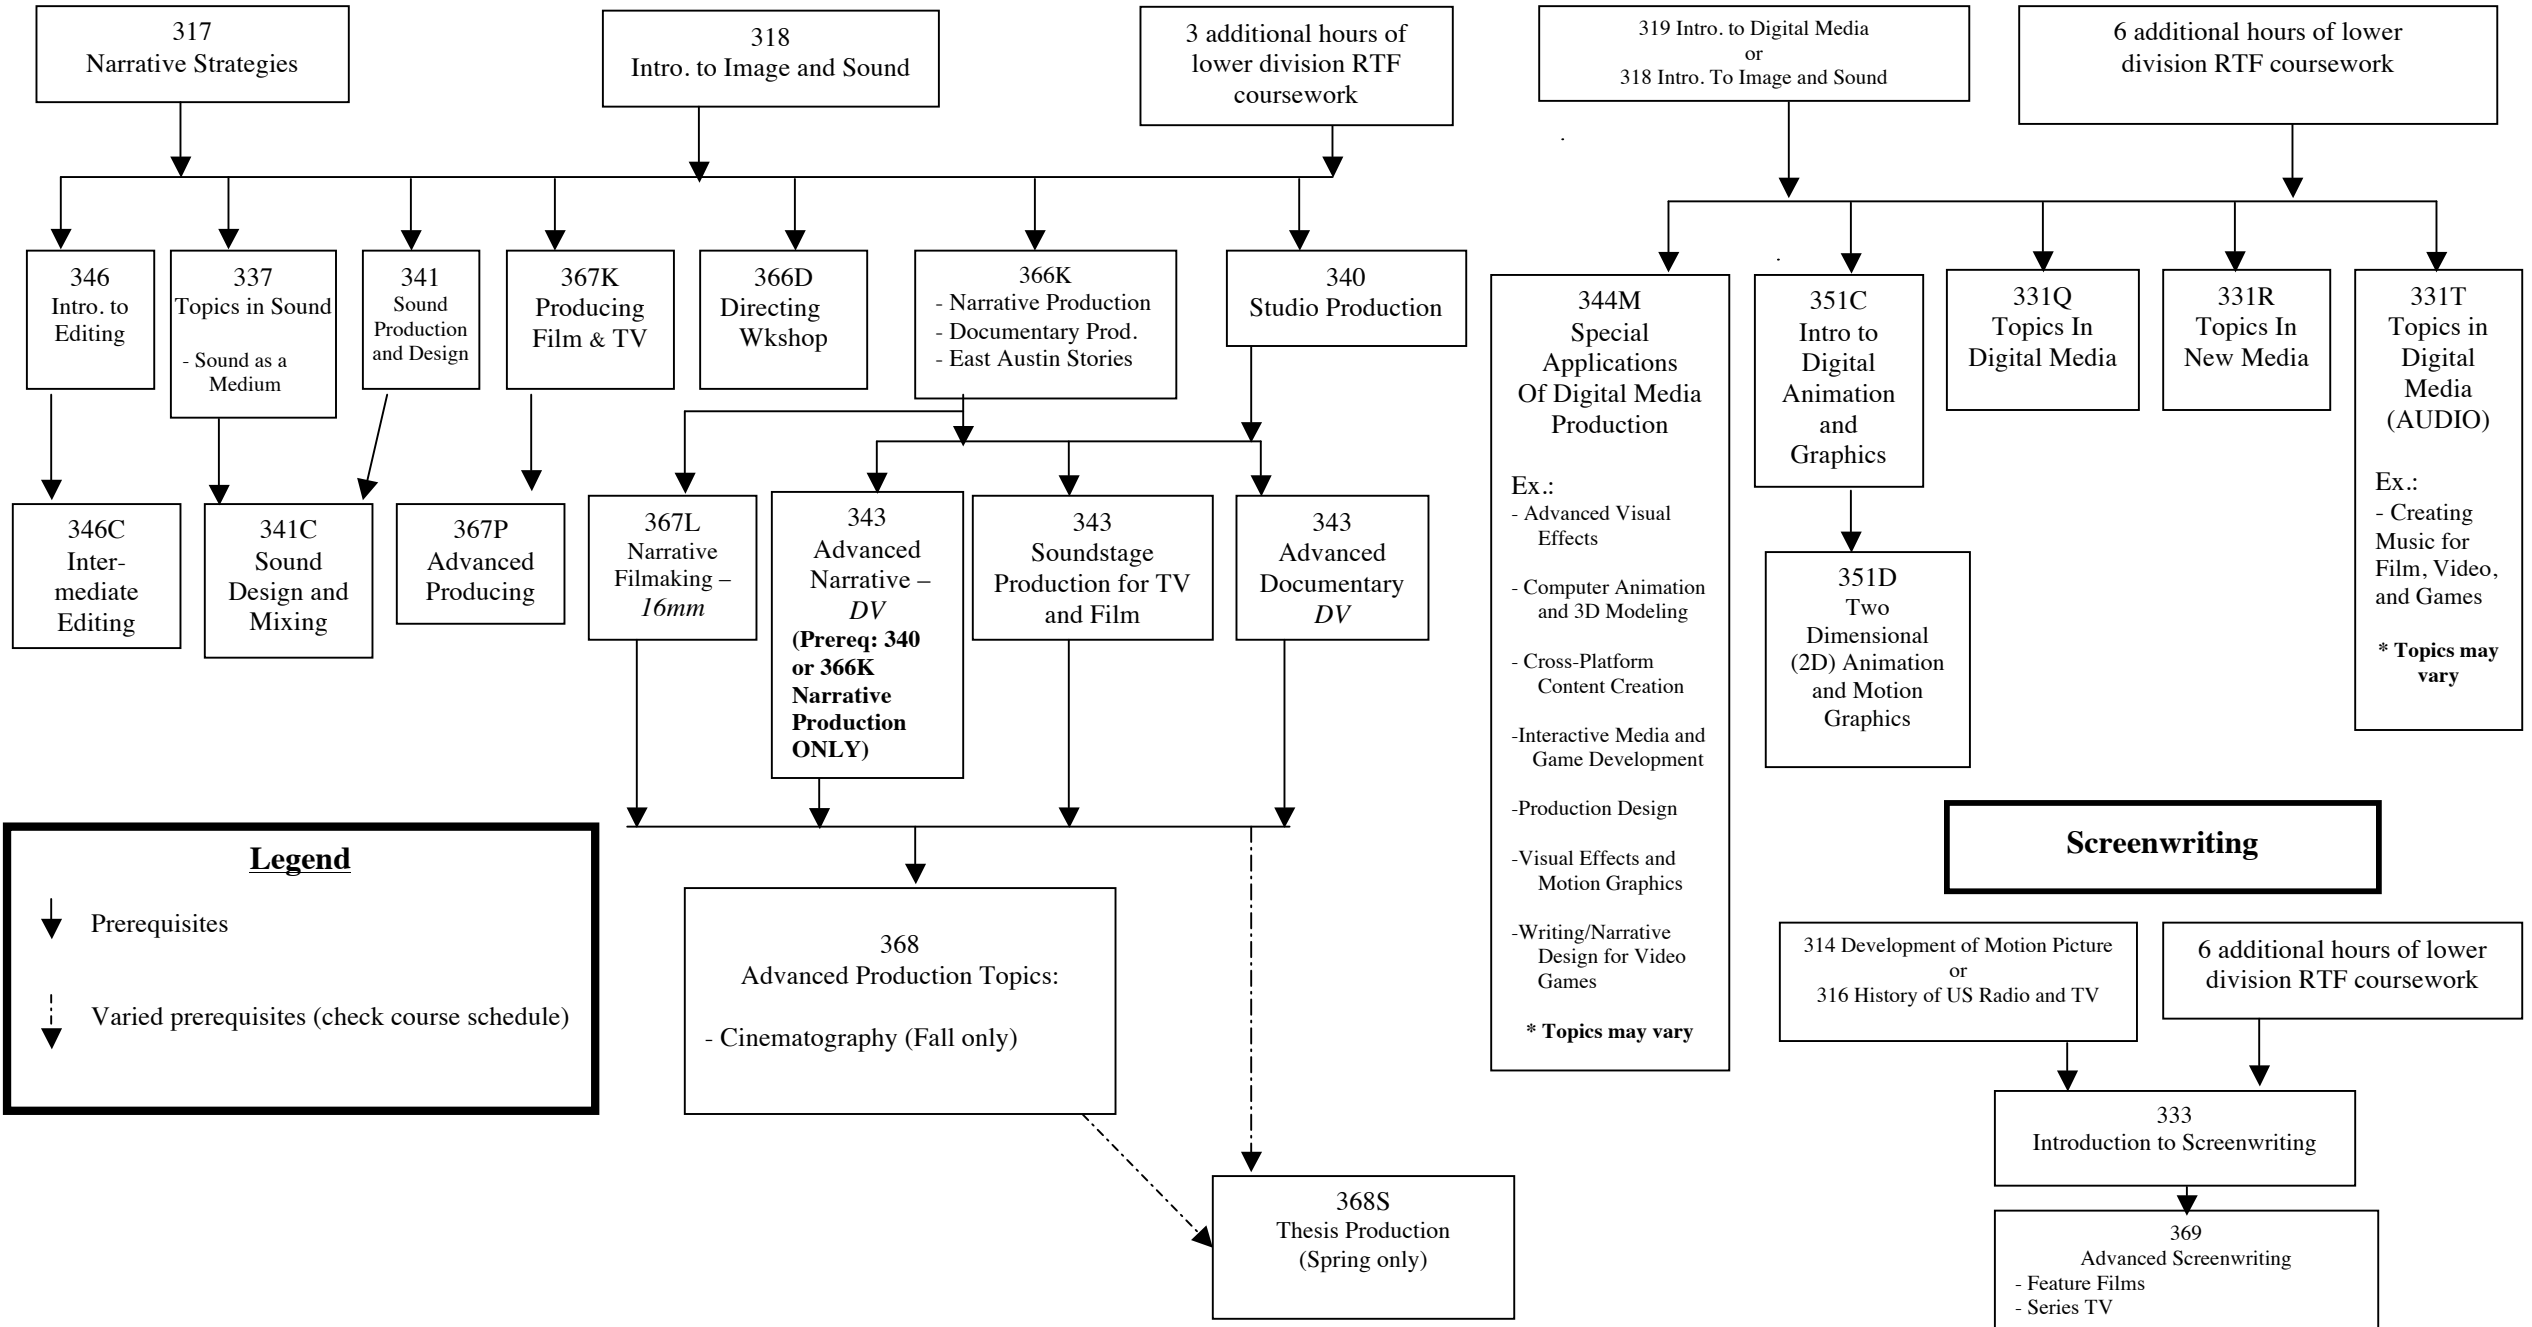 317
Narrative Strategies
318
Intro. to Image and Sound
3 additional hours of
lower division RTF
coursework
319 Intro. to Digital Media
or
318 Intro. To Image and Sound
6 additional hours of lower
division RTF coursework
346
Intro. to
Editing
337
Topics in Sound
- Sound as a
Medium
341
Sound
Production
and Design
367K
Producing
Film & TV
366D
Directing
Wkshop
366K
- Narrative Production
- Documentary Prod.
- East Austin Stories
340
Studio Production
344M
Special
Applications
Of Digital Media
Production
Ex.:
- Advanced Visual
Effects
- Computer Animation
and 3D Modeling
- Cross-Platform
Content Creation
-Interactive Media and
Game Development
-Production Design
-Visual Effects and
Motion Graphics
-Writing/Narrative
Design for Video
Games
* Topics may vary
351C
Intro to
Digital
Animation
and
Graphics
331Q
Topics In
Digital Media
331R
Topics In
New Media
331T
Topics in
Digital
Media
(AUDIO)
Ex.:
- Creating
Music for
Film, Video,
and Games
* Topics may
vary
346C
Inter-
mediate
Editing
341C
Sound
Design and
Mixing
367P
Advanced
Producing
367L
Narrative
Filmaking –
16mm
343
Advanced
Narrative –
DV
(Prereq: 340
or 366K
Narrative
Production
ONLY)
343
Soundstage
Production for TV
and Film
343
Advanced
Documentary
DV
351D
Two
Dimensional
(2D) Animation
and Motion
Graphics
Legend
Prerequisites
Varied prerequisites (check course schedule)
368
Advanced Production Topics:
- Cinematography (Fall only)
368S
Thesis Production
(Spring only)
Screenwriting
314 Development of Motion Picture
or
316 History of US Radio and TV
6 additional hours of lower
division RTF coursework
333
Introduction to Screenwriting
369
Advanced Screenwriting
- Feature Films
- Series TV